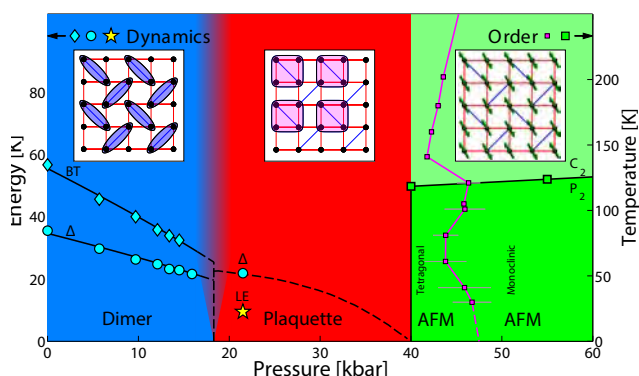 Dynamics
Order
Energy [K]
80
60
40
20
0
BT
Δ
Δ
LE
Dimer
Plaquette
AFM
AFM
Tetragonal
Monoclinic
C2
P2
200
150
100
50
0
Temperature [K]
0
10
20
30
40
50
60
Pressure [kbar]